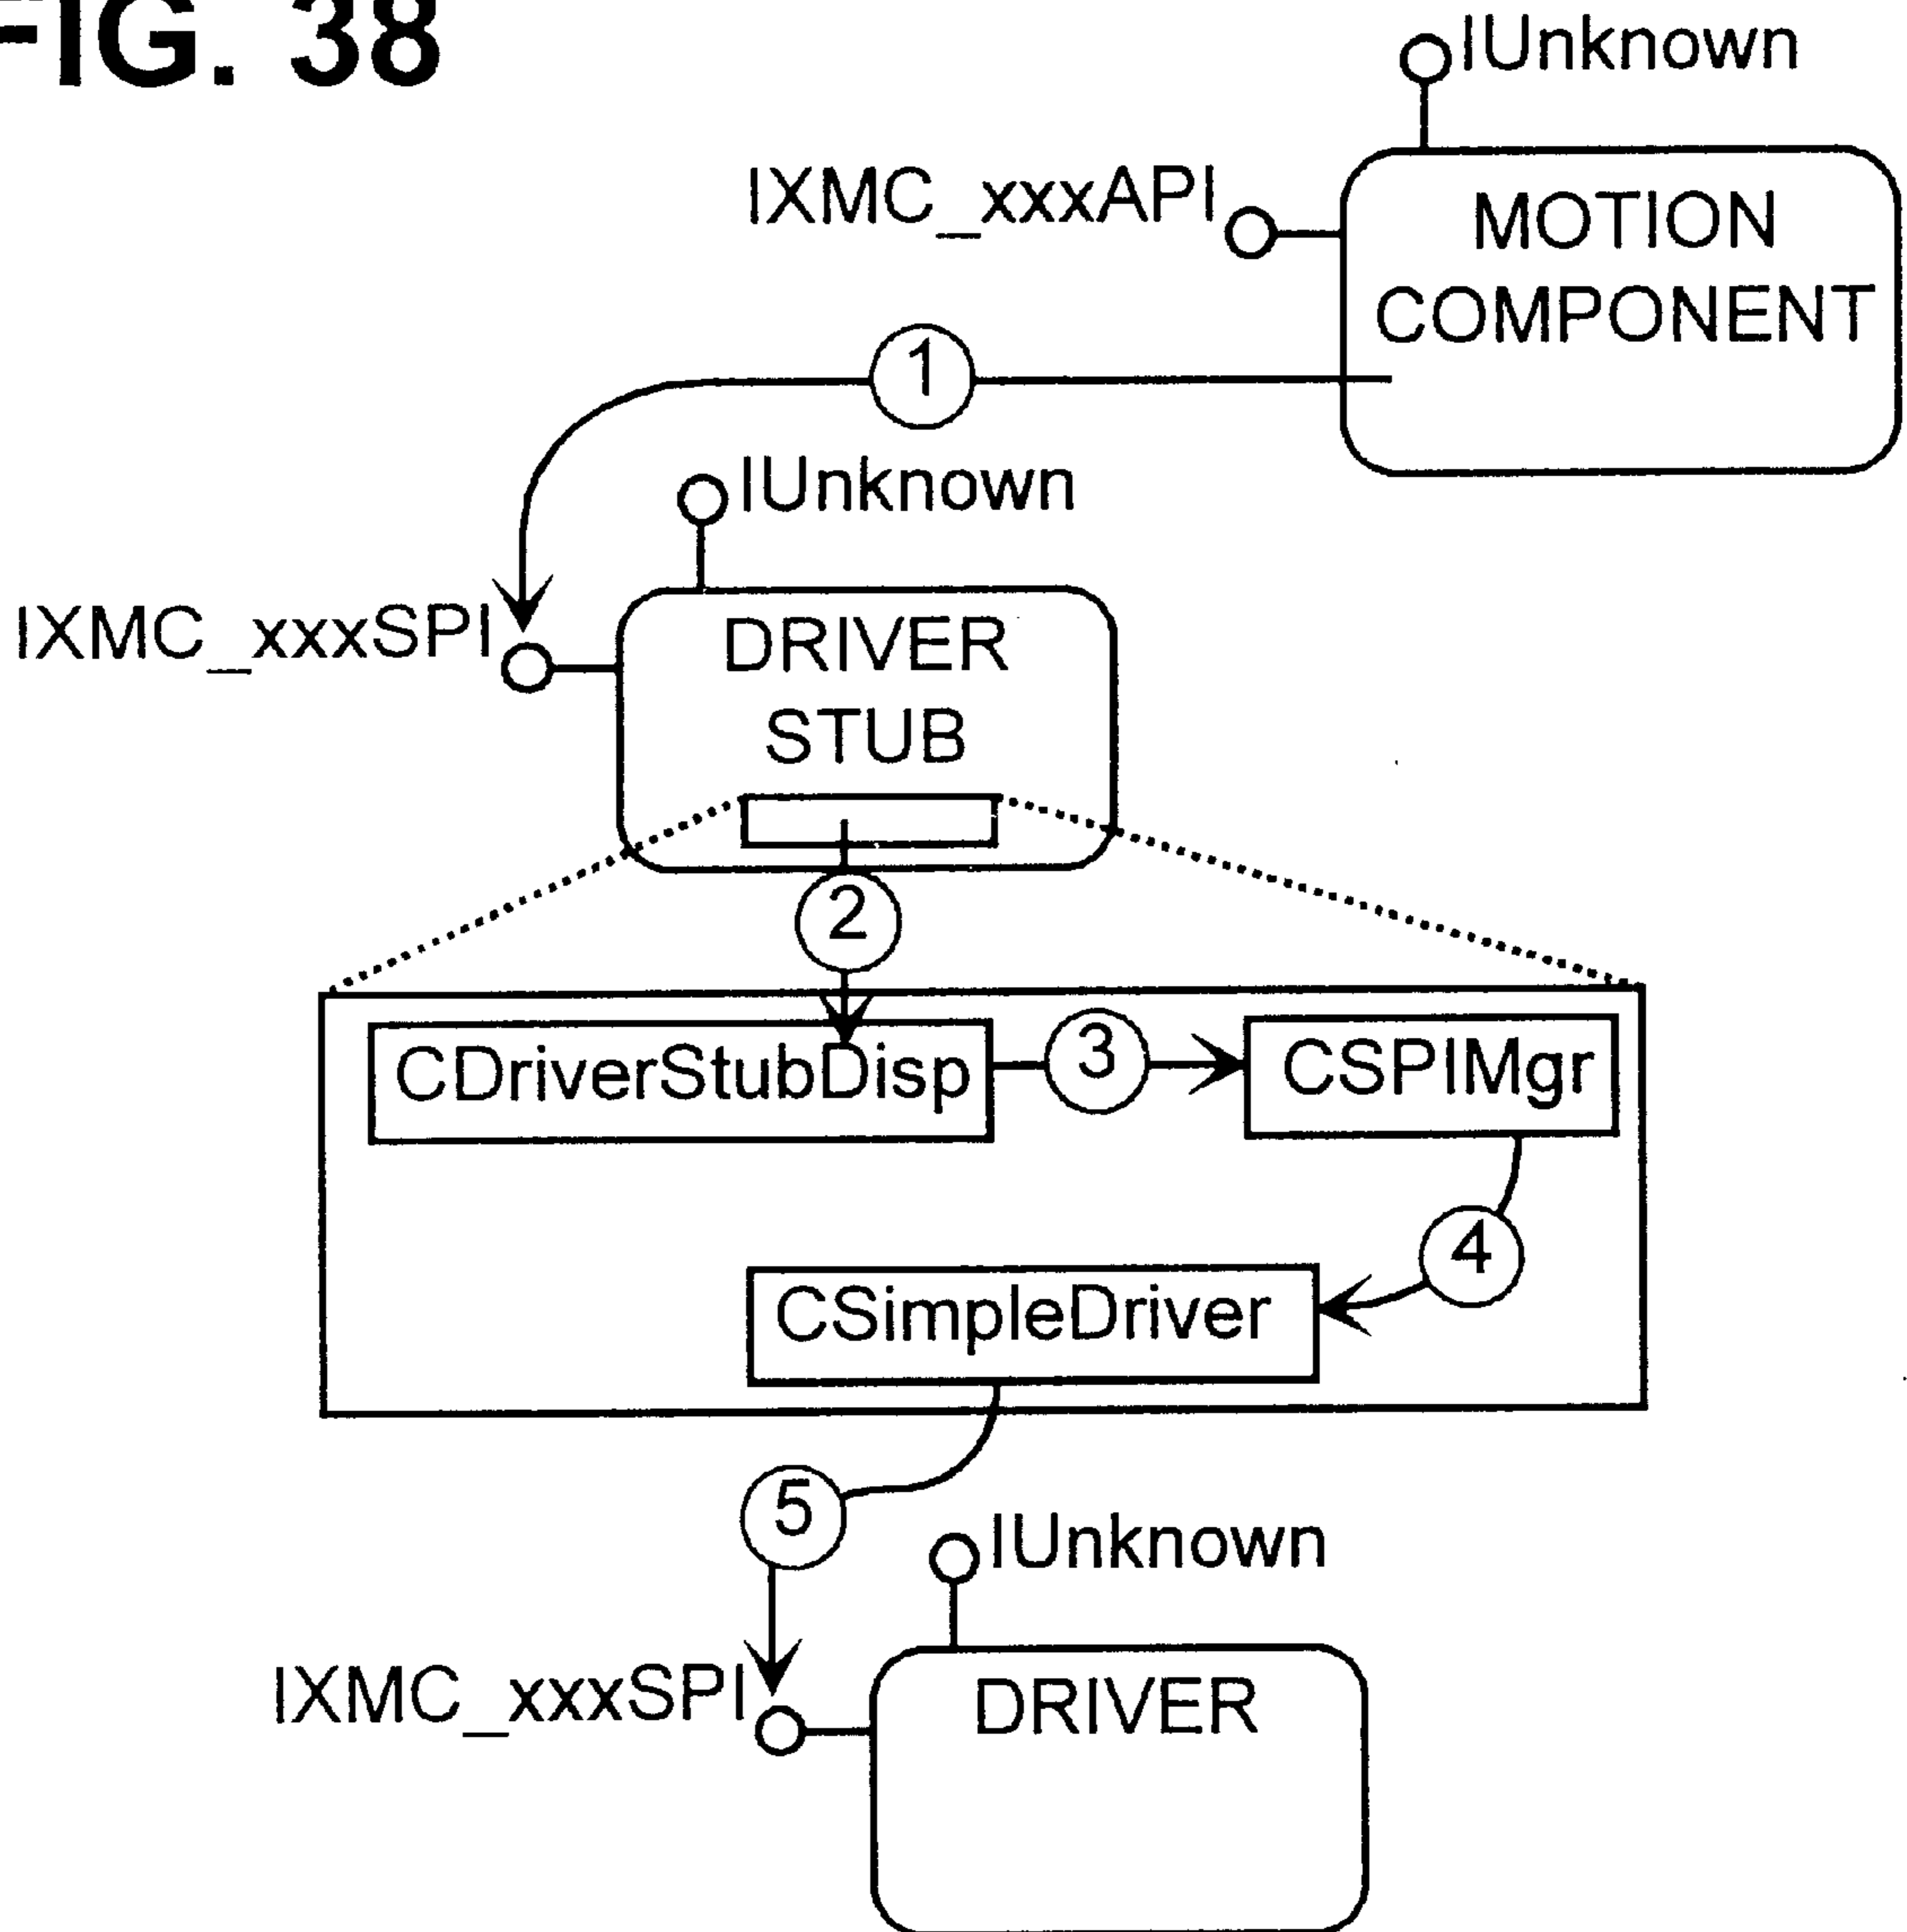 FIG. 38
IUnknown
IXMC_xxxAPI
MOTION
COMPONENT
1
IUnknown
IXMC_xxxSPI
DRIVER
STUB
2
CDriverStubDisp
3
CSPIMgr
4
CSimpleDriver
5
IUnknown
IXMC_xxxSPI
DRIVER